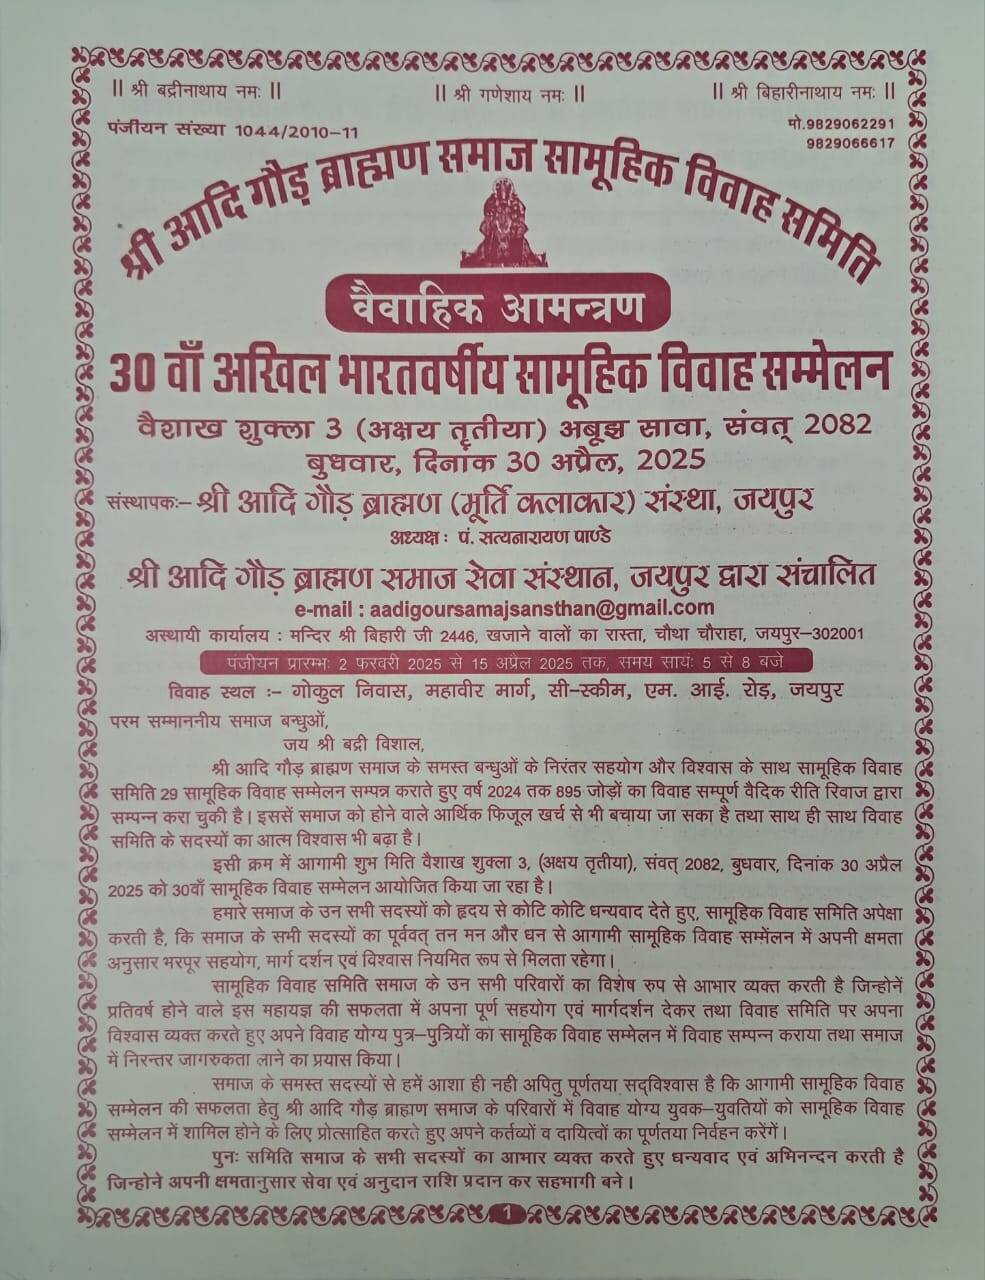 || श्री बद्रीनाथाय नमः || || श्री गणेशाय नमः || || श्री बिहारीनाथाय नमः ||
पंजीयन संख्या 1044/2010-11
मो.9829062291
9829066617
श्री आदि गौड़ ब्राह्मण समाज सामूहिक विवाह समिति
वैवाहिक आमन्त्रण
30 वाँ अखिल भारतवर्षीय सामूहिक विवाह सम्मेलन
वैशाख शुक्ला 3 (अक्षय तृतीया) अबूझ सावा, संवत् 2082
बुधवार, दिनांक 30 अप्रैल, 2025
संस्थापकः– श्री आदि गौड़ ब्राह्मण (मूर्ति कलाकार) संस्था, जयपुर
अध्यक्ष : पं. सत्यनारायण पाण्डे
श्री आदि गौड़ ब्राह्मण समाज सेवा संस्थान, जयपुर द्वारा संचालित
e-mail : aadigoursamajsansthan@gmail.com
अस्थायी कार्यालय : मन्दिर श्री बिहारी जी 2446, खजाने वालों का रास्ता, चौथा चौराहा, जयपुर–302001
पंजीयन प्रारम्भः 2 फरवरी 2025 से 15 अप्रैल 2025 तक, समय सायंः 5 से 8 बजे
विवाह स्थल :– गोकुल निवास, महावीर मार्ग, सी–स्कीम, एम. आई. रोड़, जयपुर
परम सम्माननीय समाज बन्धुओं,
जय श्री बद्री विशाल,
श्री आदि गौड़ ब्राह्मण समाज के समस्त बन्धुओं के निरंतर सहयोग और विश्वास के साथ सामूहिक विवाह
समिति 29 सामूहिक विवाह सम्मेलन सम्पन्न कराते हुए वर्ष 2024 तक 895 जोड़ों का विवाह सम्पूर्ण वैदिक रीति रिवाज द्वारा
सम्पन्न करा चुकी है। इससें समाज को होने वाले आर्थिक फिजूल खर्च से भी बचाया जा सका है तथा साथ ही साथ विवाह
समिति के सदस्यों का आत्म विश्वास भी बढ़ा है।
इसी क्रम में आगामी शुभ मिति वैशाख शुक्ला 3, (अक्षय तृतीया), संवत् 2082, बुधवार, दिनांक 30 अप्रैल
2025 को 30वाँ सामूहिक विवाह सम्मेलन आयोजित किया जा रहा है।
हमारे समाज के उन सभी सदस्यों को हृदय से कोटि कोटि धन्यवाद देते हुए, सामूहिक विवाह समिति अपेक्षा
करती है, कि समाज के सभी सदस्यों का पूर्ववत् तन मन और धन से आगामी सामूहिक विवाह सम्मेंलन में अपनी क्षमता
अनुसार भरपूर सहयोग, मार्ग दर्शन एवं विश्वास नियमित रूप से मिलता रहेगा।
सामूहिक विवाह समिति समाज के उन सभी परिवारों का विशेष रुप से आभार व्यक्त करती है जिन्होनें
प्रतिवर्ष होने वाले इस महायज्ञ की सफलता में अपना पूर्ण सहयोग एवं मार्गदर्शन देकर तथा विवाह समिति पर अपना
विश्वास व्यक्त करते हुए अपने विवाह योग्य पुत्र–पुत्रियों का सामूहिक विवाह सम्मेलन में विवाह सम्पन्न कराया तथा समाज
में निरन्तर जागरुकता लाने का प्रयास किया।
समाज के समस्त सदस्यों से हमें आशा ही नही अपितु पूर्णतया सद्विश्वास है कि आगामी सामूहिक विवाह
सम्मेलन की सफलता हेतु श्री आदि गौड़ ब्राह्मण समाज के परिवारों में विवाह योग्य युवक–युवतियों को सामूहिक विवाह
सम्मेलन में शामिल होने के लिए प्रोत्साहित करते हुए अपने कर्तव्यों व दायित्वों का पूर्णतया निर्वहन करेंगें।
पुनः समिति समाज के सभी सदस्यों का आभार व्यक्त करते हुए धन्यवाद एवं अभिनन्दन करती है
जिन्होने अपनी क्षमतानुसार सेवा एवं अनुदान राशि प्रदान कर सहभागी बने।
1